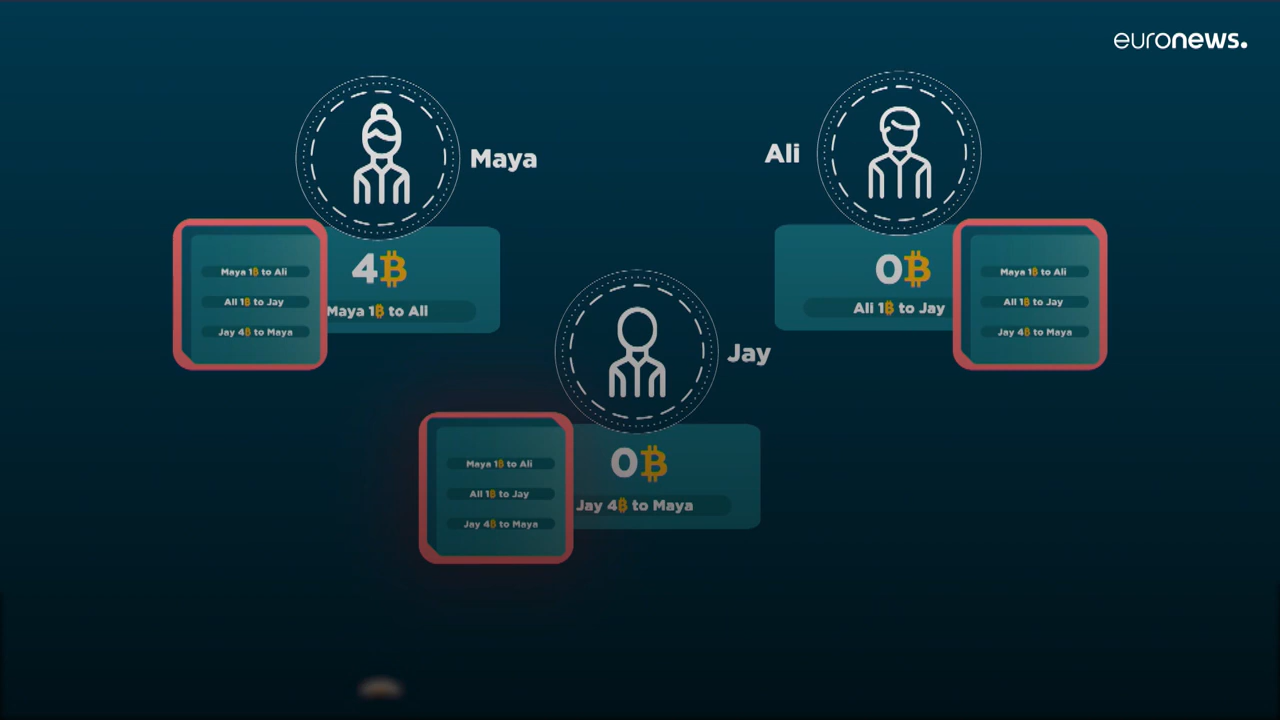 euronews.
Maya
Ali
4₿
Maya 1₿ to Ali
Maya 1₿ to Ali
Ali 1₿ to Jay
Jay 4₿ to Maya
0₿
Ali 1₿ to Jay
Maya 1₿ to Ali
Ali 1₿ to Jay
Jay 4₿ to Maya
Jay
0₿
Jay 4₿ to Maya
Maya 1₿ to Ali
Ali 1₿ to Jay
Jay 4₿ to Maya